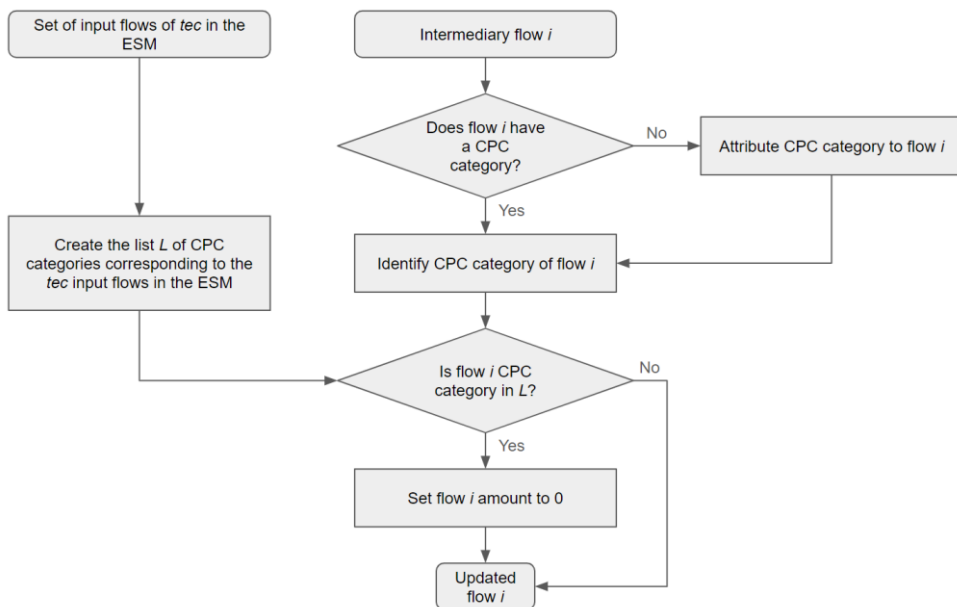 Set of input flows of tec in the
ESM
Intermediary flow i
Does flow i have
a CPC
category?
No
Attribute CPC category to flow i
Yes
Create the list L of CPC
categories corresponding to the
tec input flows in the ESM
Identify CPC category of flow i
Is flow i CPC
category in L?
No
Yes
Set flow i amount to 0
Updated
flow i